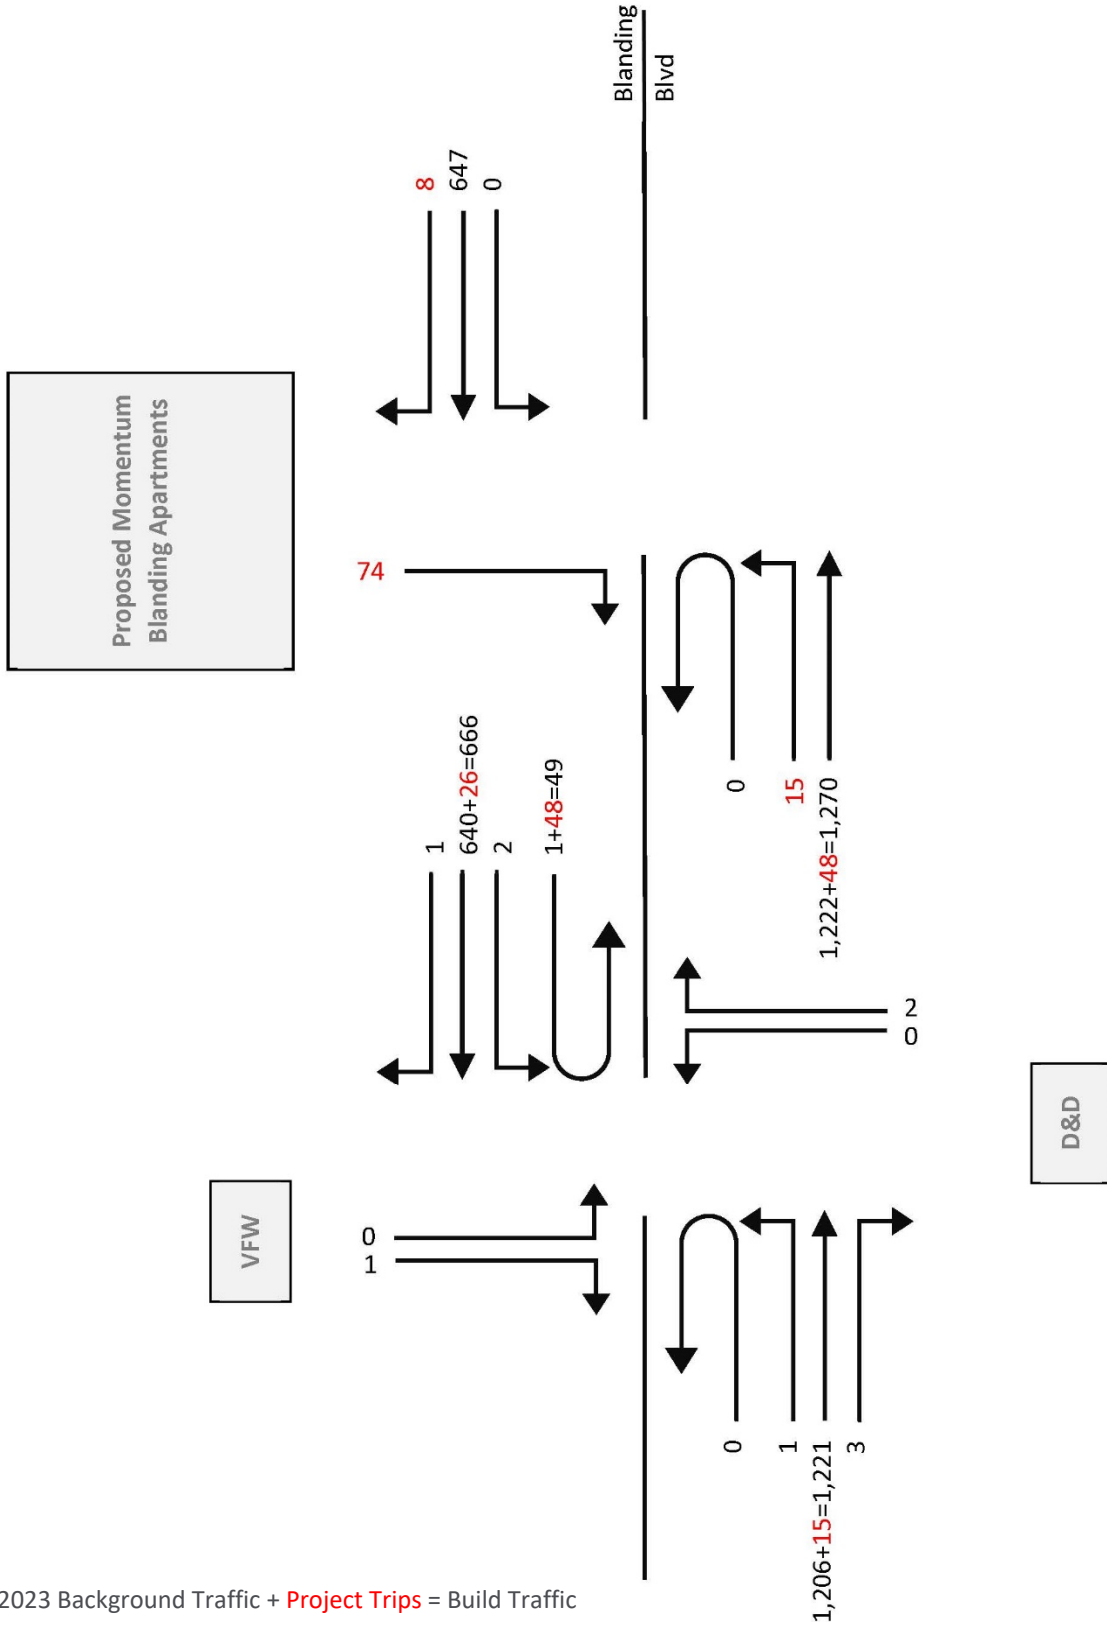 Blanding
Blvd
8
647
0
Proposed Momentum
Blanding Apartments
74
1
640+26=666
2
1+48=49
0
15
1,222+48=1,270
2
0
D&D
VFW
0
1
0
1
1,206+15=1,221
3
2023 Background Traffic + Project Trips = Build Traffic